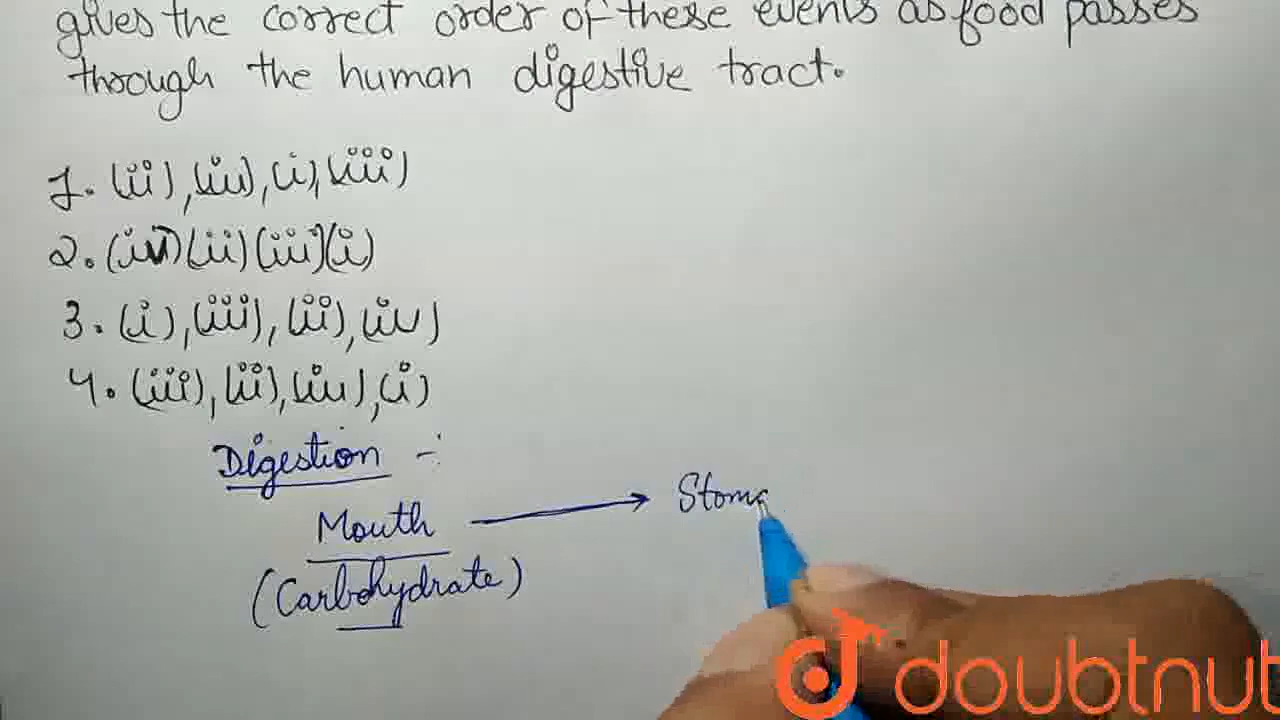 gives the correct order of these events as food passes
through the human digestive tract.
1. (ii), (iv), (i), (iii)
2. (iv) (ii) (iii) (i)
3. (i), (iii), (ii), (iv)
4. (iii), (ii), (iv), (i)
Digestion -:
Mouth → Stoma
(Carbohydrate)
doubtnut